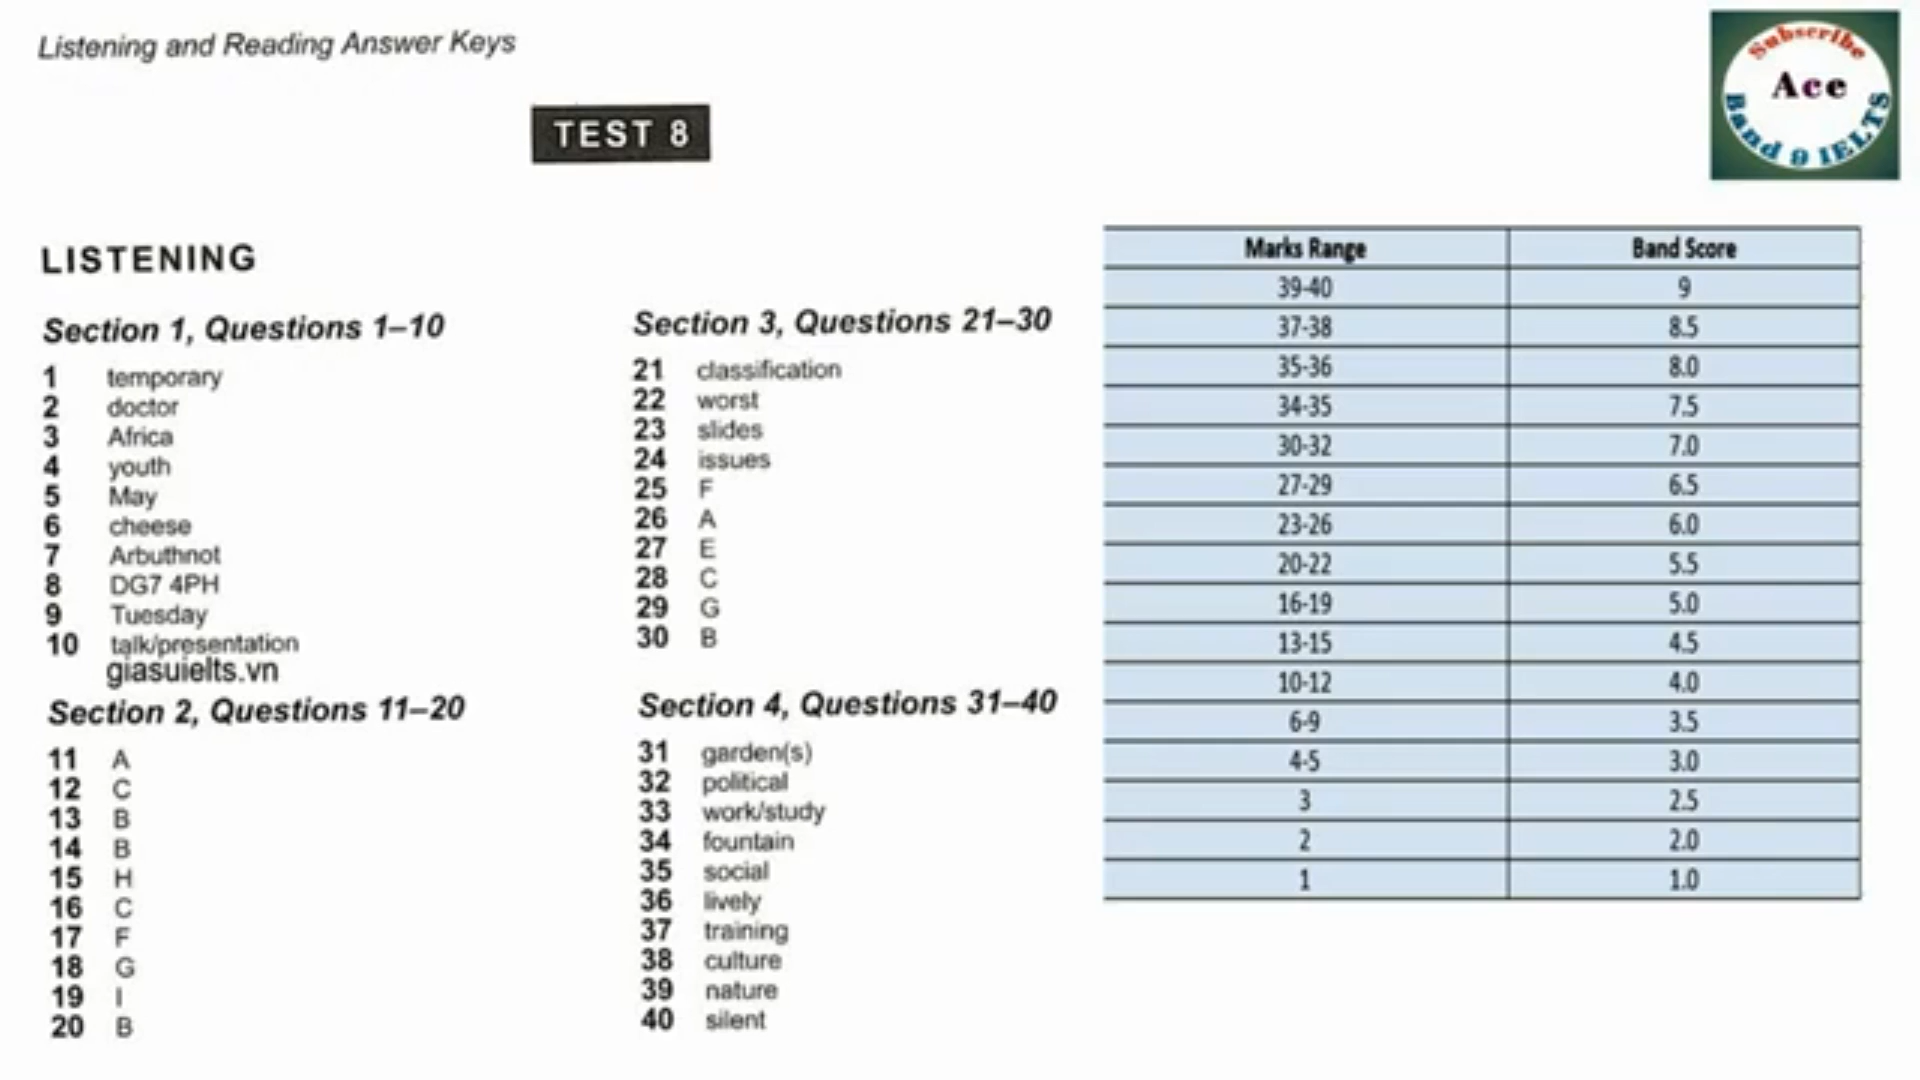 Listening and Reading Answer Keys
TEST 8
LISTENING
Section 1, Questions 1–10
1 temporary
2 doctor
3 Africa
4 youth
5 May
6 cheese
7 Arbuthnot
8 DG7 4PH
9 Tuesday
10 talk/presentation
giasuielts.vn
Section 2, Questions 11–20
11 A
12 C
13 B
14 B
15 H
16 C
17 F
18 G
19 I
20 B
Section 3, Questions 21–30
21 classification
22 worst
23 slides
24 issues
25 F
26 A
27 E
28 C
29 G
30 B
Section 4, Questions 31–40
31 garden(s)
32 political
33 work/study
34 fountain
35 social
36 lively
37 training
38 culture
39 nature
40 silent
Subscribe
Ace
Band 9 IELTS
Marks Range Band Score
39-40 9
37-38 8.5
35-36 8.0
34-35 7.5
30-32 7.0
27-29 6.5
23-26 6.0
20-22 5.5
16-19 5.0
13-15 4.5
10-12 4.0
6-9 3.5
4-5 3.0
3 2.5
2 2.0
1 1.0